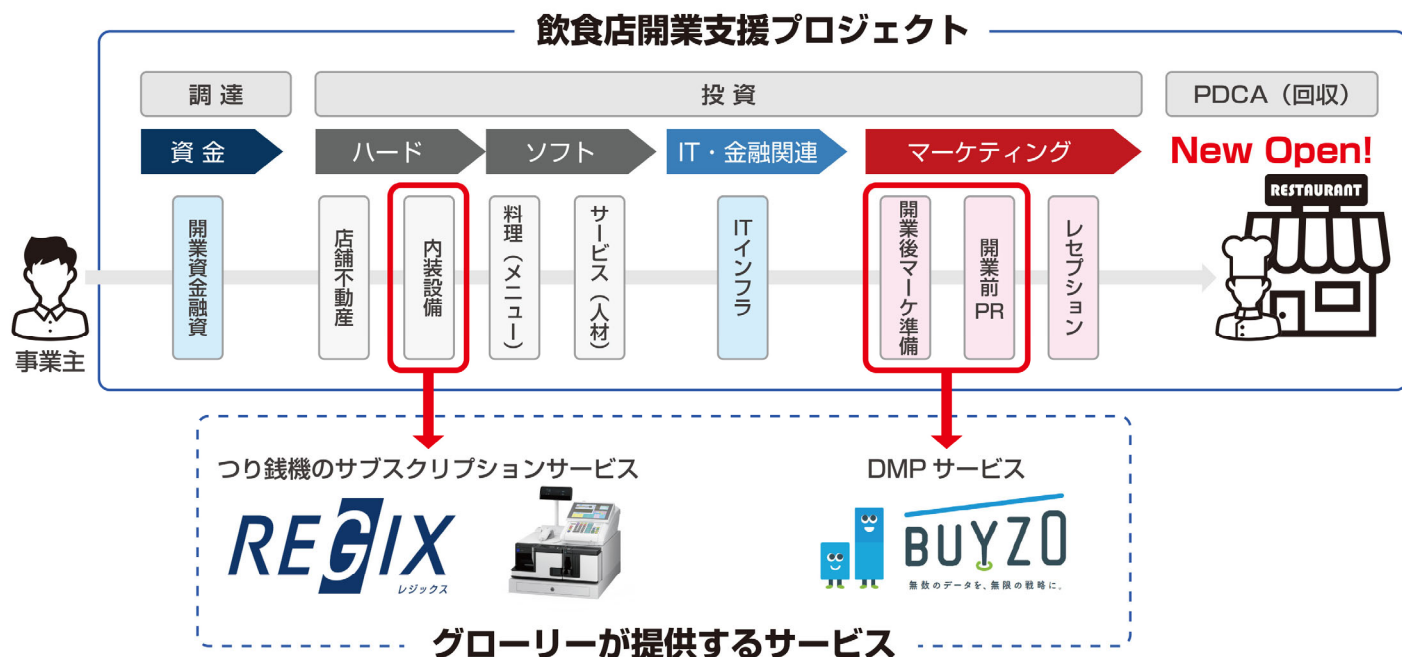 飲食店開業支援プロジェクト
調達
投資
PDCA（回収）
資金
ハード
ソフト
IT・金融関連
マーケティング
New Open!
RESTAURANT
開業資金融資
店舗不動産
内装設備
料理（メニュー）
サービス（人材）
ITインフラ
開業後マーケ準備
開業前PR
レセプション
事業主
つり銭機のサブスクリプションサービス
DMPサービス
REGIX
レジックス
BUYZO
無数のデータを、無限の戦略に。
グローリーが提供するサービス